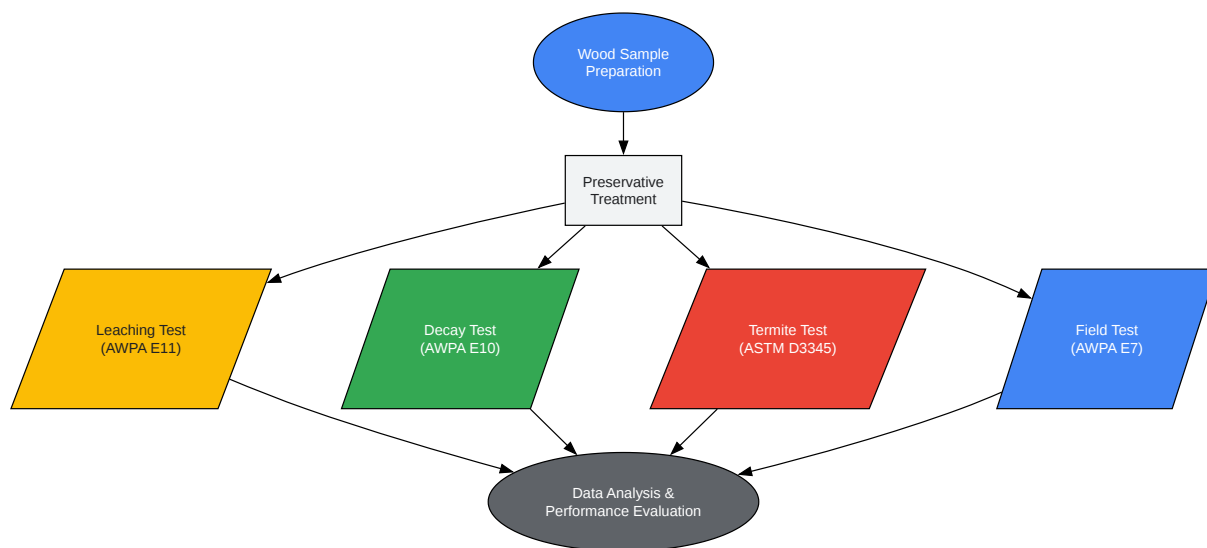 Wood Sample
Preparation
Preservative
Treatment
Leaching Test
(AWPA E11)
Decay Test
(AWPA E10)
Termite Test
(ASTM D3345)
Field Test
(AWPA E7)
Data Analysis &
Performance Evaluation